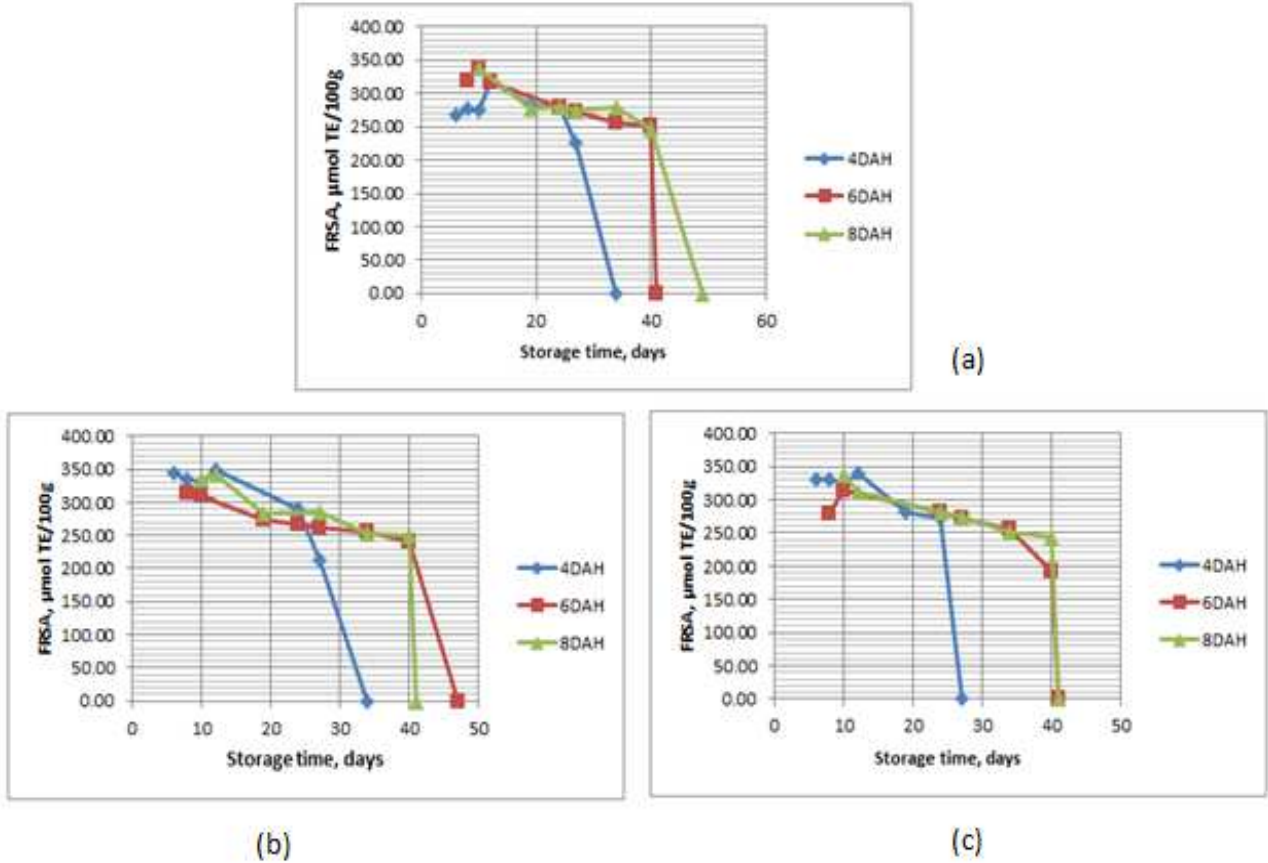 400.00
350.00
300.00
250.00
200.00
150.00
100.00
50.00
0.00
FRSA, µmol TE/100g
0 20 40 60
Storage time, days
4DAH
6DAH
8DAH
(a)
400.00
350.00
300.00
250.00
200.00
150.00
100.00
50.00
0.00
FRSA, µmol TE/100g
0 10 20 30 40 50
Storage time, days
4DAH
6DAH
8DAH
(b)
400.00
350.00
300.00
250.00
200.00
150.00
100.00
50.00
0.00
FRSA, µmol TE/100g
0 10 20 30 40 50
Storage time, days
4DAH
6DAH
8DAH
(c)